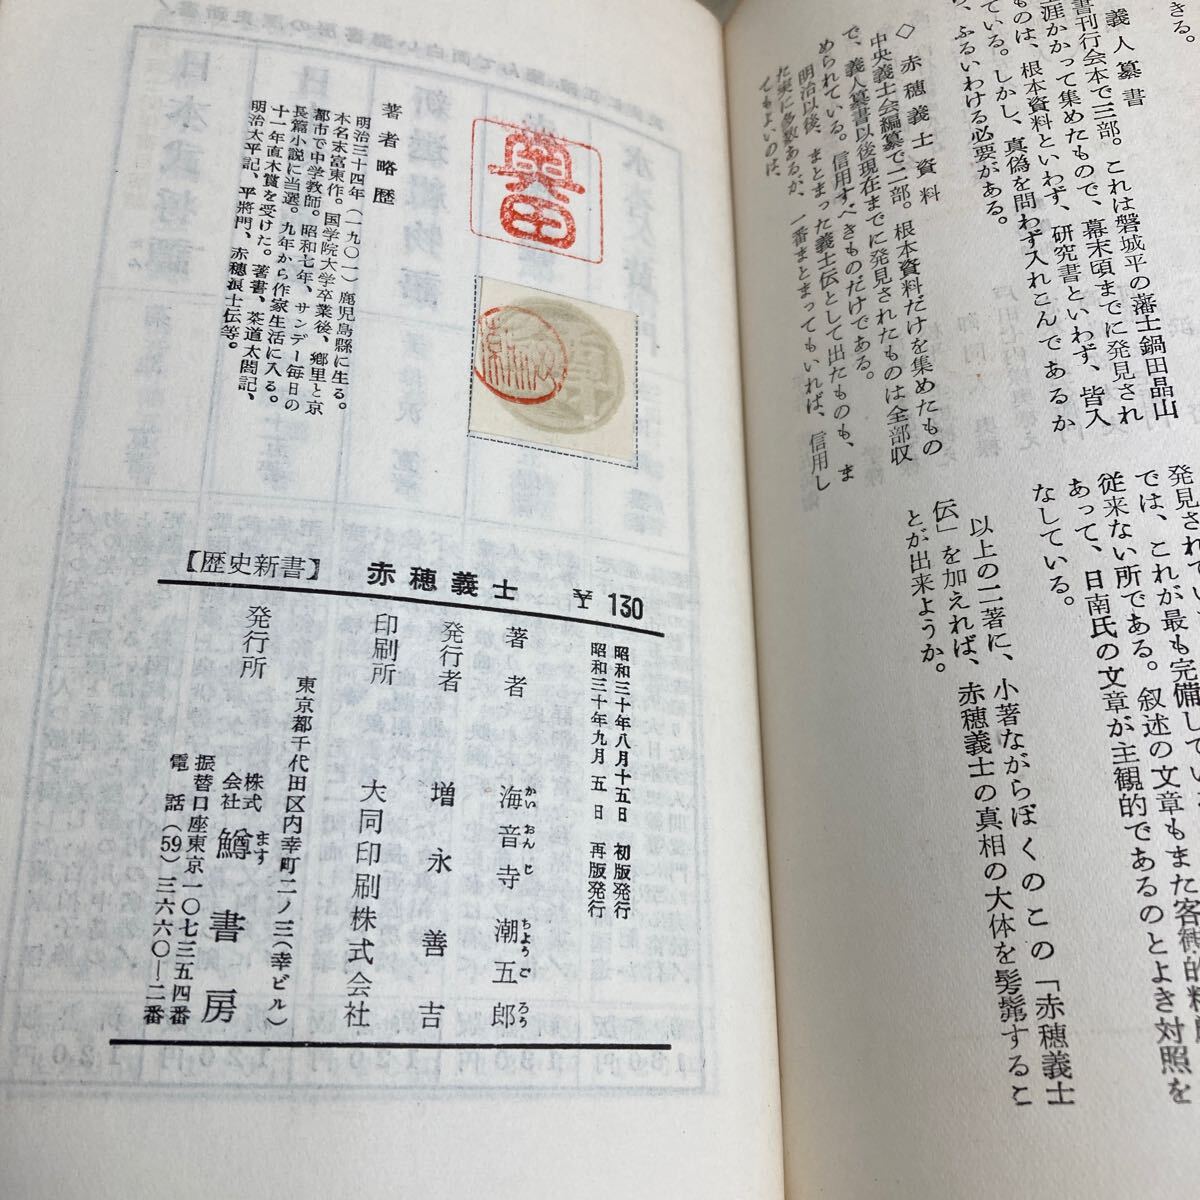 きる。
義人纂書
書刊行会本で三部。これは磐城平の藩士鍋田晶山
涯かかって集めたもので、幕末頃までに発見され
ものは、根本資料といわず、研究書といわず、皆入
ている。しかし、真偽を問わず入れこんであるか
ら、ふるいわける必要がある。
◇ 赤穂義士資料
中央義士会編纂で二部。根本資料だけを集めたもの
で、義人纂書以後現在までに発見されたものは全部収
められている。信用すべきものだけである。
明治以後、まとまった義士伝として出たものも、ま
た実に多数あるが、一番まとまってもいれば、信用し
てもよいのは、
発見されてい
では、これが最も完備してい
従来ない所である。叙述の文章もまた客観的
あって、日南氏の文章が主観的であるのとよき対照を
なしている。
以上の二著に、小著ながらぼくのこの「赤穂義士
伝」を加えれば、赤穂義士の真相の大体を髣髴するこ
とが出来ようか。
著者略歴
明治三十四年(一九〇一)鹿児島縣に生る。
本名末富東作。国学院大学卒業後、郷里と京
都市で中学教師。昭和七年、サンデー毎日の
長篇小説に当選。九年から作家生活に入る。
十一年直木賞を受けた。著書、茶道太閤記、
明治太平記、平將門、赤穂浪士伝等。
【歴史新書】 赤穂義士 ¥ 130
昭和三十年八月十五日 初版発行
昭和三十年九月五日 再版発行
著者 海音寺潮五郎
かいおんじちようごろう
発行者 増永善吉
印刷所 大同印刷株式会社
東京都千代田区内幸町二ノ三(幸ビル)
発行所 株式会社 鱒書房
ます
振替口座東京一〇七三五四番
電話(59)三六六〇―二番